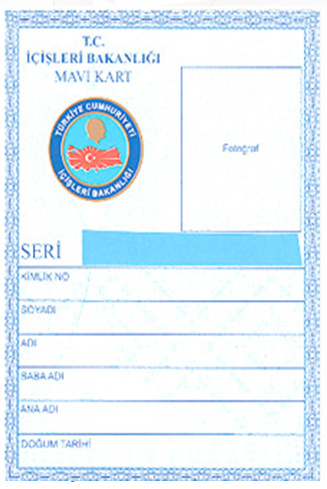 T.C.
İÇİŞLERİ BAKANLIĞI
MAVİ KART
TÜRKİYE CUMHURİYETİ
İÇİŞLERİ BAKANLIĞI
Fotoğraf
SERİ
KİMLİK NO
SOYADI
ADI
BABA ADI
ANA ADI
DOĞUM TARİHİ